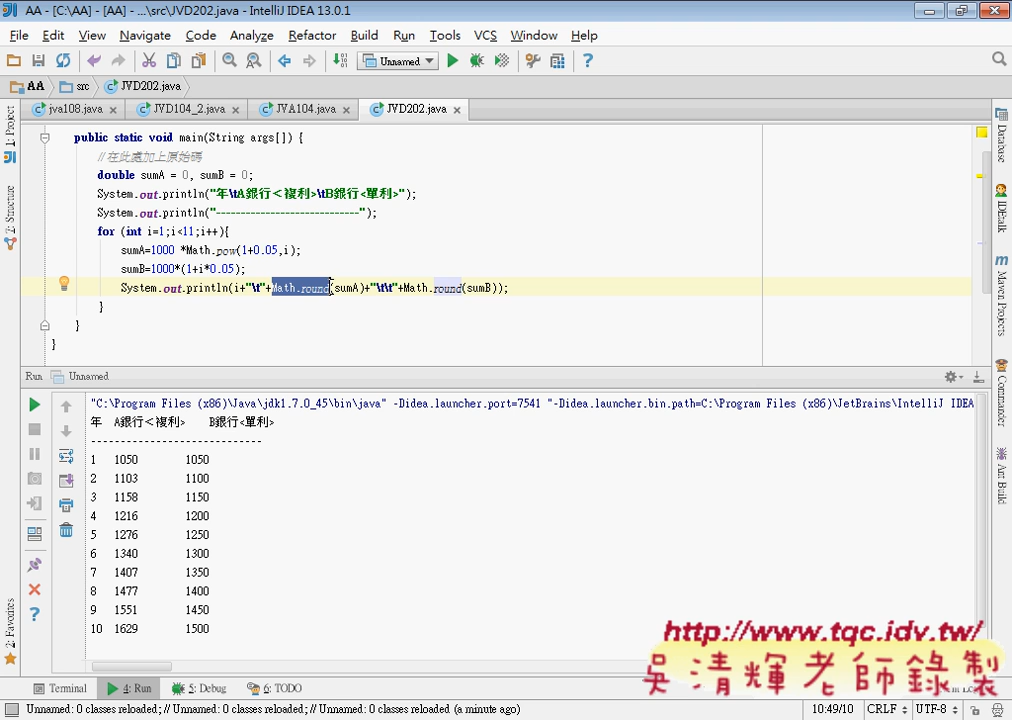 AA - [C:\AA] - [AA] - ...\src\JVD202.java - IntelliJ IDEA 13.0.1
File Edit View Navigate Code Analyze Refactor Build Run Tools VCS Window Help
Unnamed
AA src JVD202.java
jva108.java JVD104_2.java JVA104.java JVD202.java
1: Project
2: Structure
2: Favorites
Database
IDEtalk
Maven Projects
Commander
Ant Build
public static void main(String args[]) {
//在此處加上原始碼
double sumA = 0, sumB = 0;
System.out.println("年\tA銀行＜複利>\tB銀行<單利>");
System.out.println("----------------------------");
for (int i=1;i<11;i++){
sumA=1000 *Math.pow(1+0.05,i);
sumB=1000*(1+i*0.05);
System.out.println(i+"\t"+Math.round(sumA)+"\t\t"+Math.round(sumB));
}
}
}
Run Unnamed
"C:\Program Files (x86)\Java\jdk1.7.0_45\bin\java" -Didea.launcher.port=7541 "-Didea.launcher.bin.path=C:\Program Files (x86)\JetBrains\IntelliJ IDEA
年 A銀行＜複利> B銀行<單利>
----------------------------
1 1050 1050
2 1103 1100
3 1158 1150
4 1216 1200
5 1276 1250
6 1340 1300
7 1407 1350
8 1477 1400
9 1551 1450
10 1629 1500
http://www.tqc.idv.tw/
吳清輝老師錄製
Terminal 4: Run 5: Debug 6: TODO
Unnamed: 0 classes reloaded; // Unnamed: 0 classes reloaded; // Unnamed: 0 classes reloaded (a minute ago)
10:49/10 CRLF UTF-8